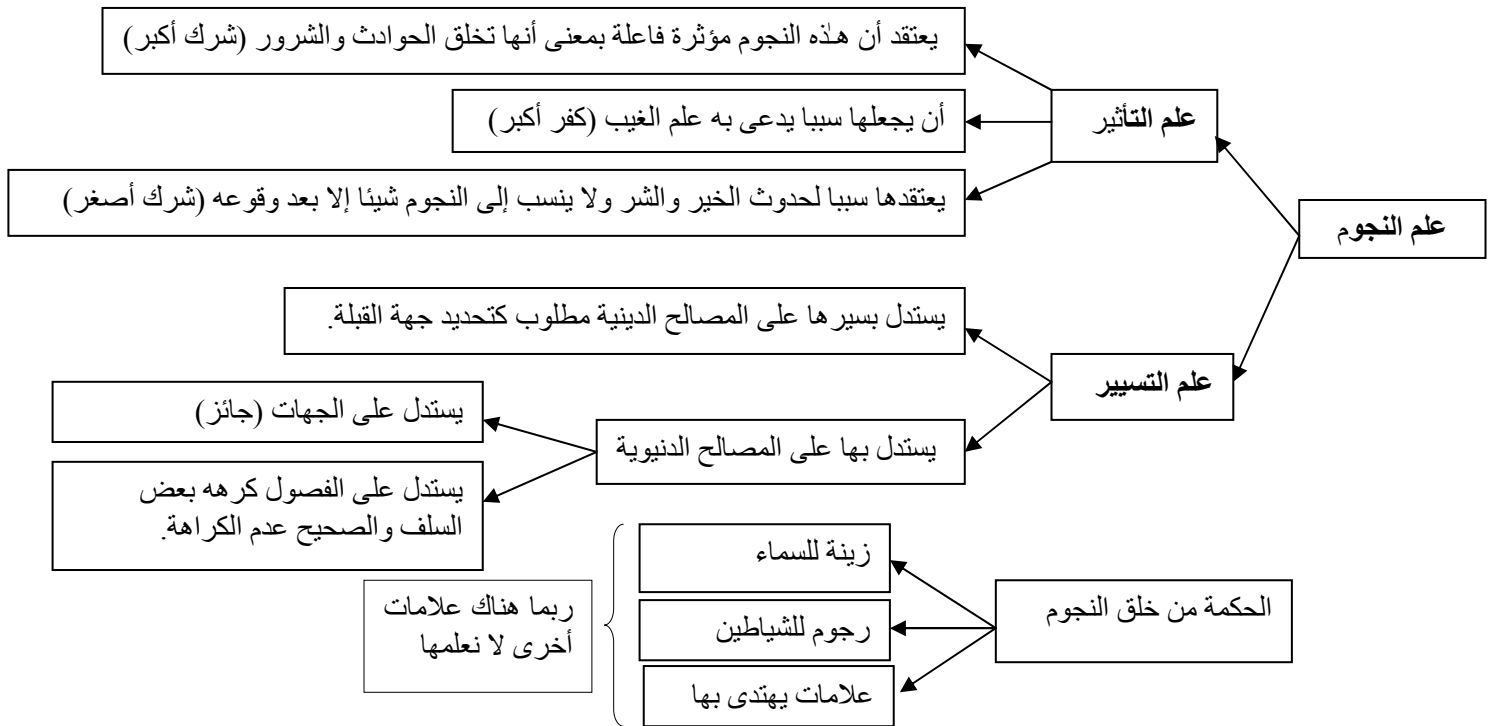 علم النجوم
علم التأثير
يعتقد أن هـٰذه النجوم مؤثرة فاعلة بمعنى أنها تخلق الحوادث والشرور (شرك أكبر)
أن يجعلها سببا يدعى به علم الغيب (كفر أكبر)
يعتقدها سببا لحدوث الخير والشر ولا ينسب إلى النجوم شيئا إلا بعد وقوعه (شرك أصغر)
علم التسيير
يستدل بسيرها على المصالح الدينية مطلوب كتحديد جهة القبلة.
يستدل بها على المصالح الدنيوية
يستدل على الجهات (جائز)
يستدل على الفصول كرهه بعض
السلف والصحيح عدم الكراهة.
الحكمة من خلق النجوم
زينة للسماء
رجوم للشياطين
علامات يهتدى بها
ربما هناك علامات
أخرى لا نعلمها